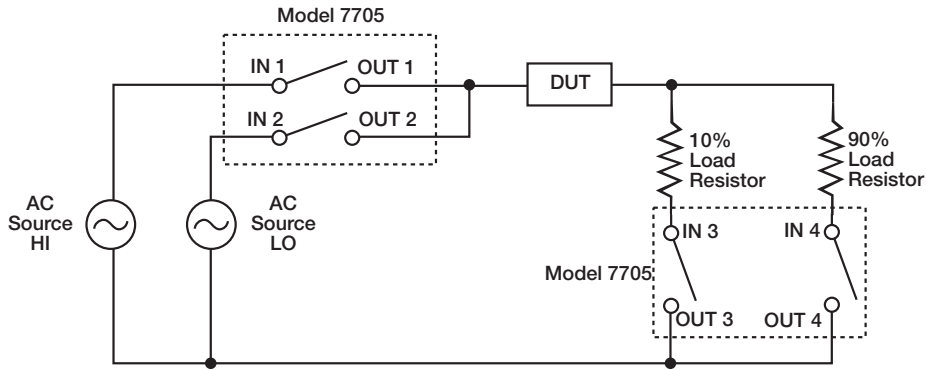 Model 7705
IN 1
OUT 1
IN 2
OUT 2
DUT
10%
Load
Resistor
90%
Load
Resistor
AC
Source
HI
AC
Source
LO
IN 3
IN 4
Model 7705
OUT 3
OUT 4